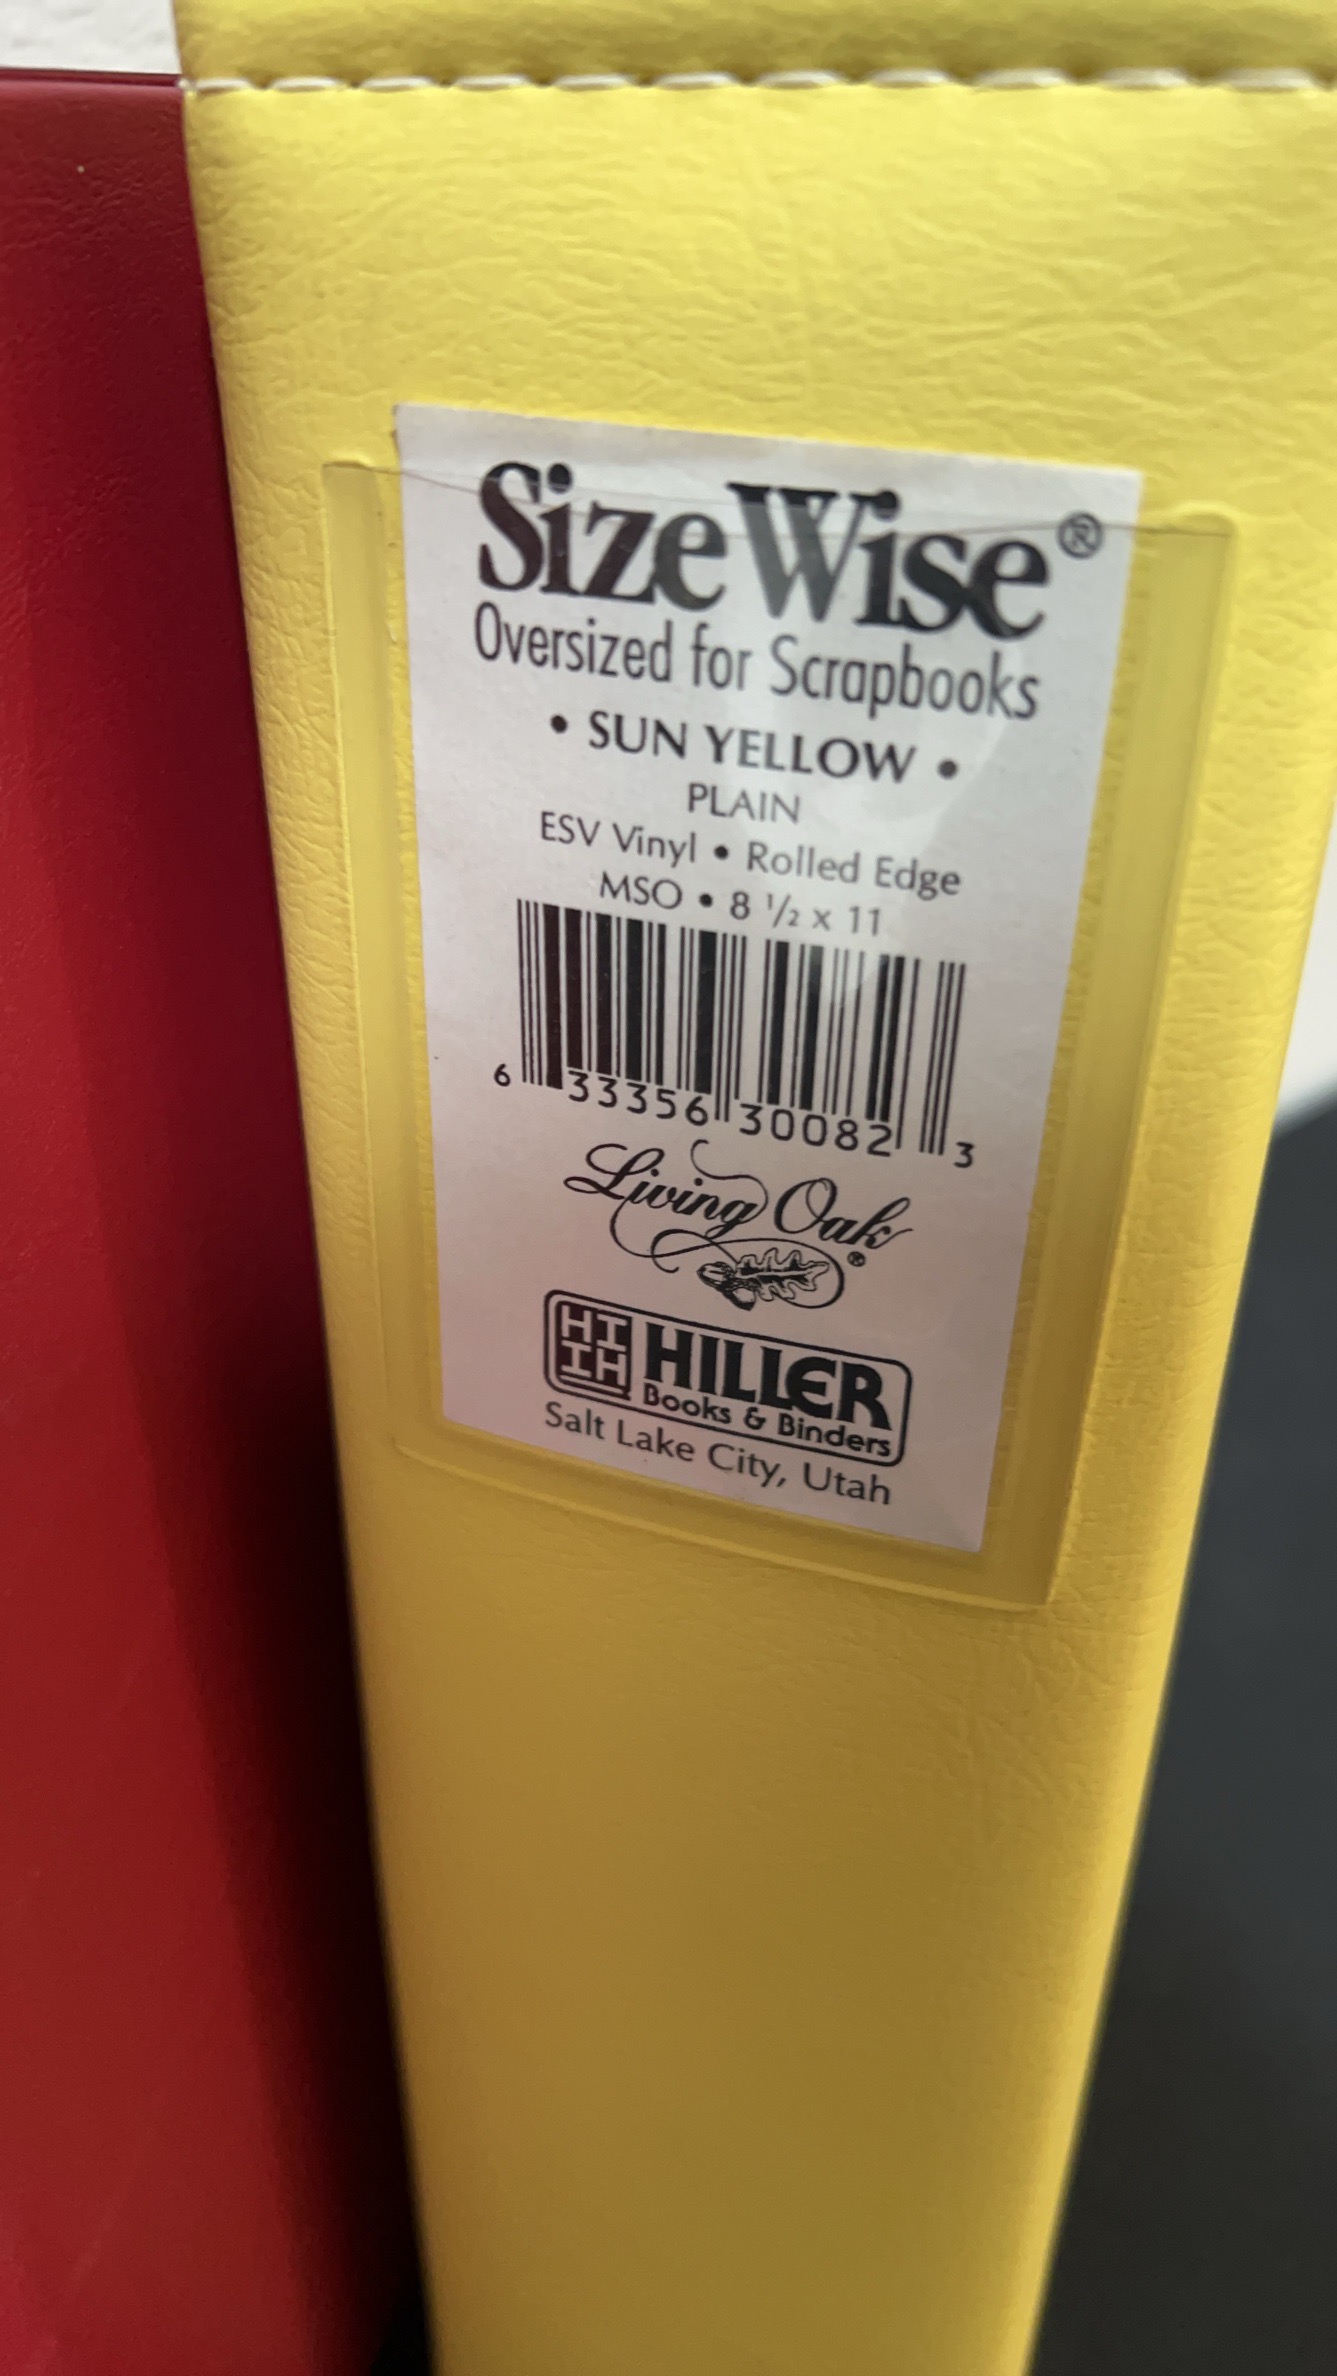 SizeWise®
Oversized for Scrapbooks
• SUN YELLOW •
PLAIN
ESV Vinyl • Rolled Edge
MSO • 8 ½ x 11
6 33356 30082 3
Living Oak®
HIIH HILLER
Books & Binders
Salt Lake City, Utah